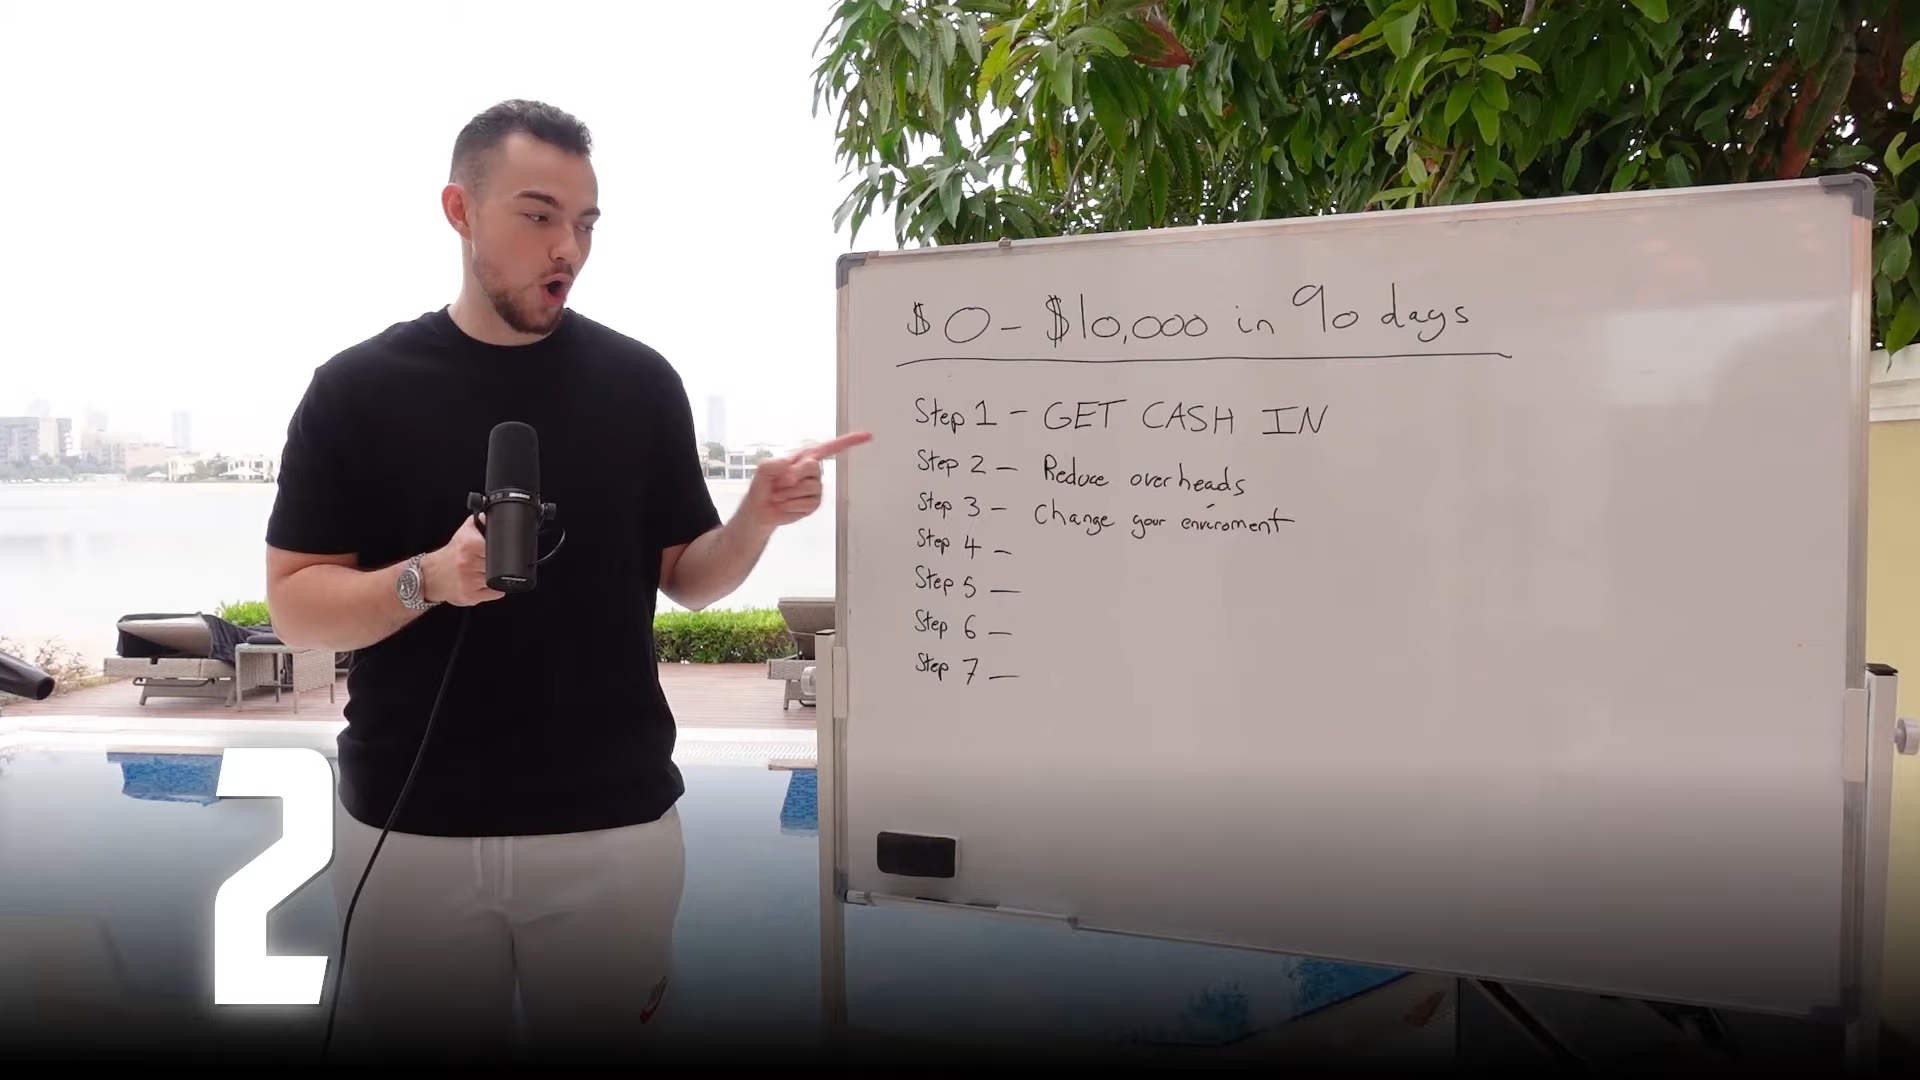 $0 - $10,000 in 90 days
Step 1 - GET CASH IN
Step 2 - Reduce overheads
Step 3 - Change your enviroment
Step 4 -
Step 5 -
Step 6 -
Step 7 -
2